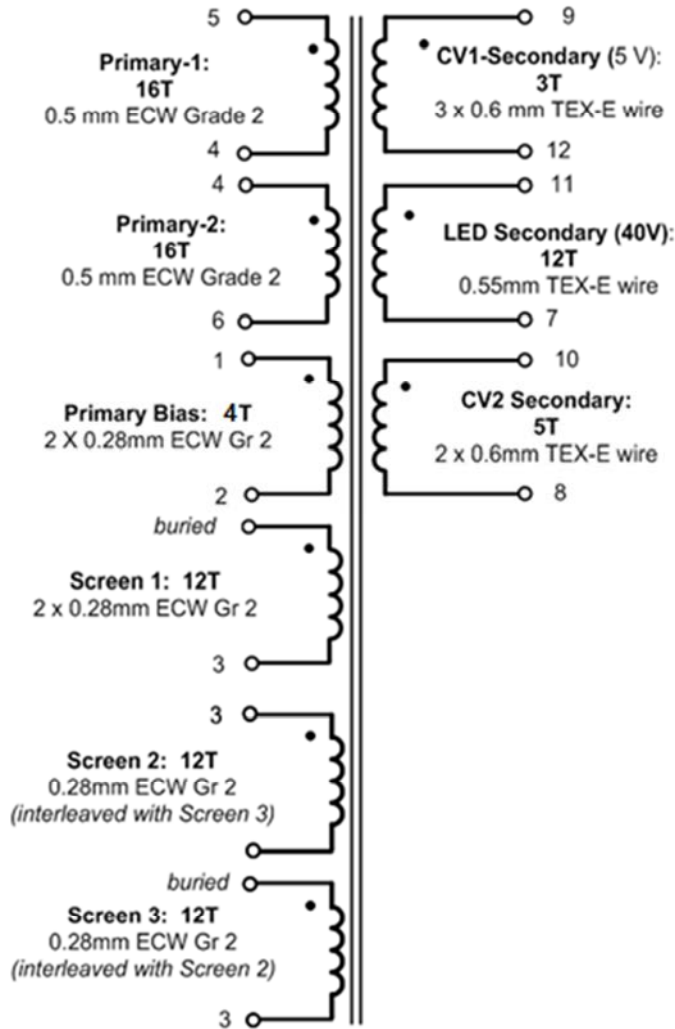 5
Primary-1:
16T
0.5 mm ECW Grade 2
4
4
Primary-2:
16T
0.5 mm ECW Grade 2
6
1
Primary Bias: 4T
2 X 0.28mm ECW Gr 2
2
buried
Screen 1: 12T
2 x 0.28mm ECW Gr 2
3
3
Screen 2: 12T
0.28mm ECW Gr 2
(interleaved with Screen 3)
buried
Screen 3: 12T
0.28mm ECW Gr 2
(interleaved with Screen 2)
3
9
CV1-Secondary (5 V):
3T
3 x 0.6 mm TEX-E wire
12
11
LED Secondary (40V):
12T
0.55mm TEX-E wire
7
10
CV2 Secondary:
5T
2 x 0.6mm TEX-E wire
8